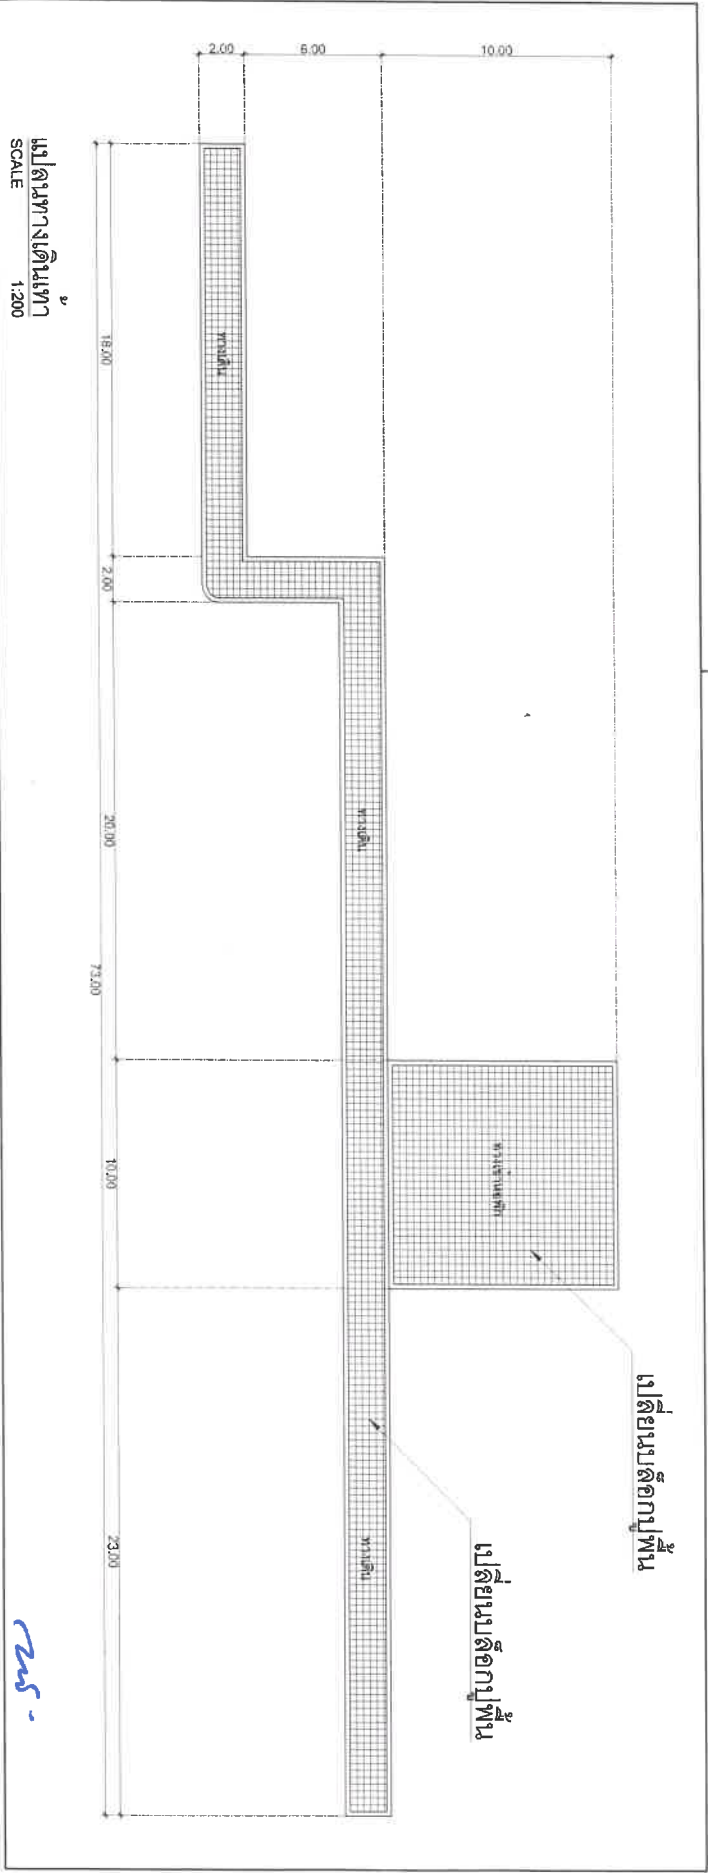 เปลี่ยนบล๊อกปูพื้น
เปลี่ยนบล๊อกปูพื้น
ทางเดิน
ทางเดิน
ทางเดิน
10.00
6.00
2.00
18.00
2.00
20.00
10.00
23.00
73.00
แปลนทางเดินเท้า
SCALE 1:200